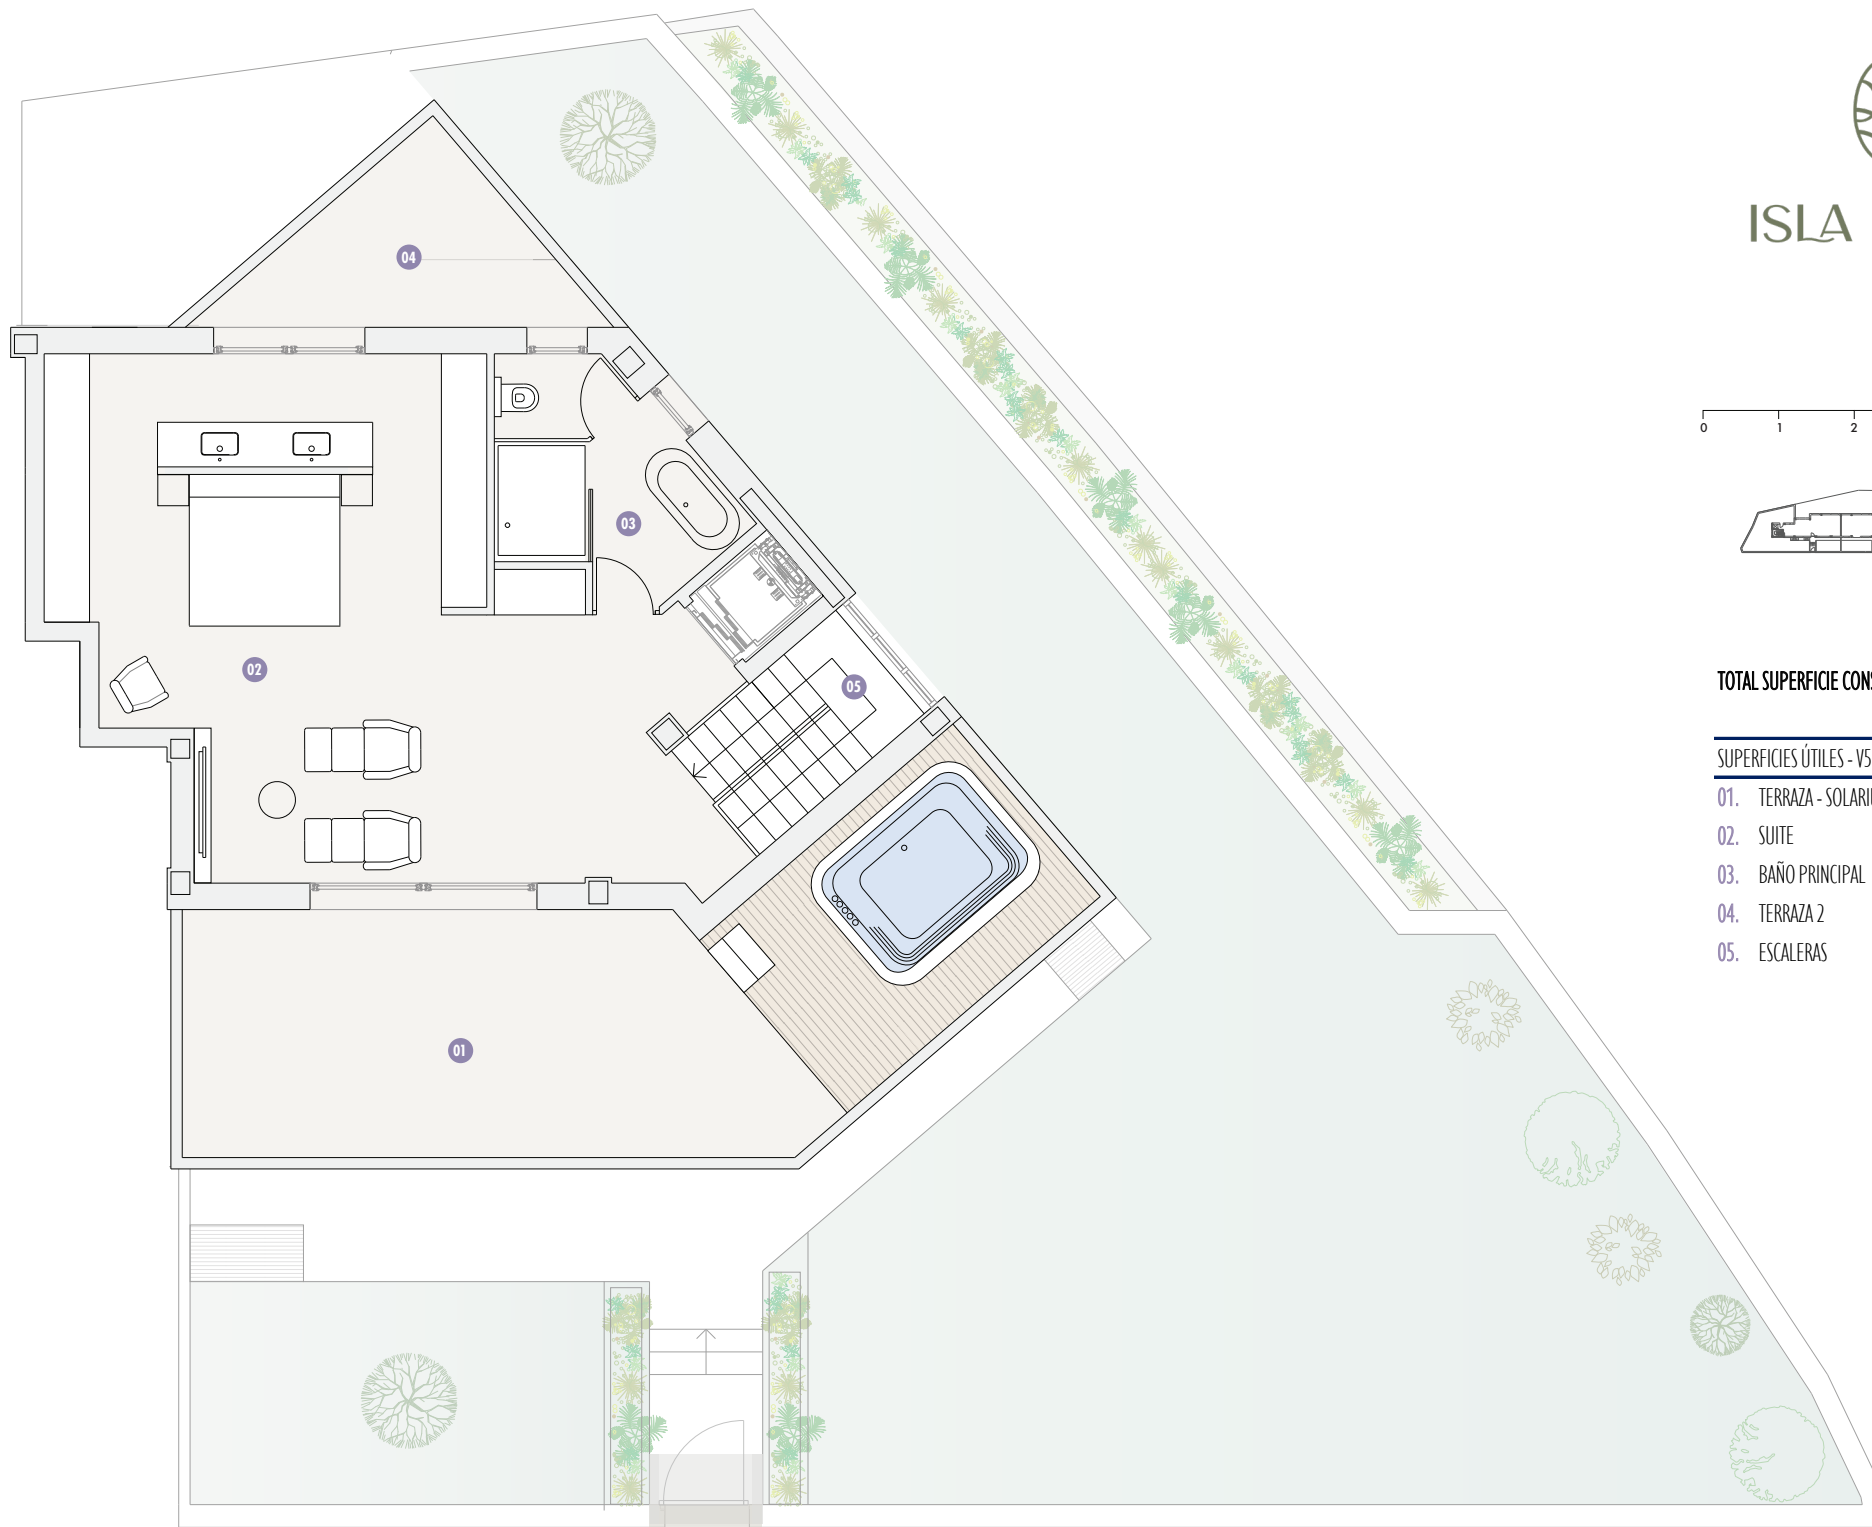 ISLA
0 1 2
TOTAL SUPERFICIE CONS
SUPERFICIES ÚTILES - V5
01. TERRAZA - SOLARIU
02. SUITE
03. BAÑO PRINCIPAL
04. TERRAZA 2
05. ESCALERAS
04
03
02
05
01